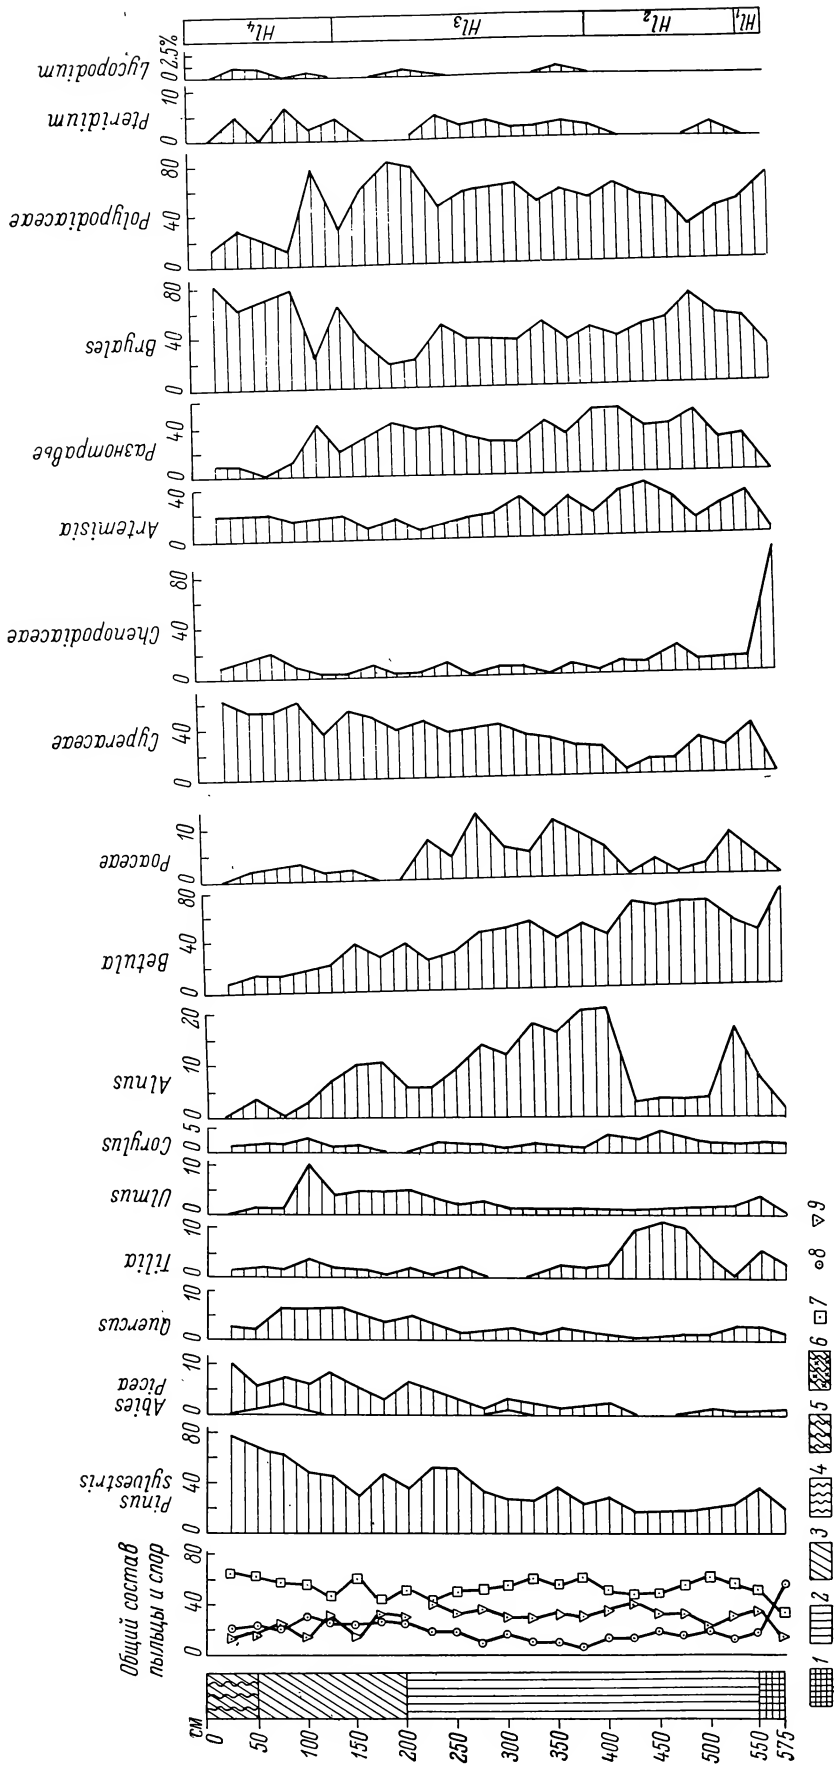 см
0
50
100
150
200
250
300
350
400
450
500
550
575
Общий состав
пыльцы и спор
0 40 80
Pinus
sylvestris
0 40 80
Abies
Picea
0 10
Quercus
0 10
Tilia
0 10
Ulmus
0 10
Corylus
0 5
Alnus
0 10 20
Betula
0 40 80
Poaceae
0 10
Cyperaceae
0 40
Chenopodiaceae
0 40 80
Artemisia
0 40
Разнотравье
0 40
Bryales
0 40 80
Polypodiaceae
0 40 80
Pteridium
0 10
Lycopodium
0 2.5%
Hl4
Hl3
Hl2
Hl1
1 2 3 4 5 6 7 8 9